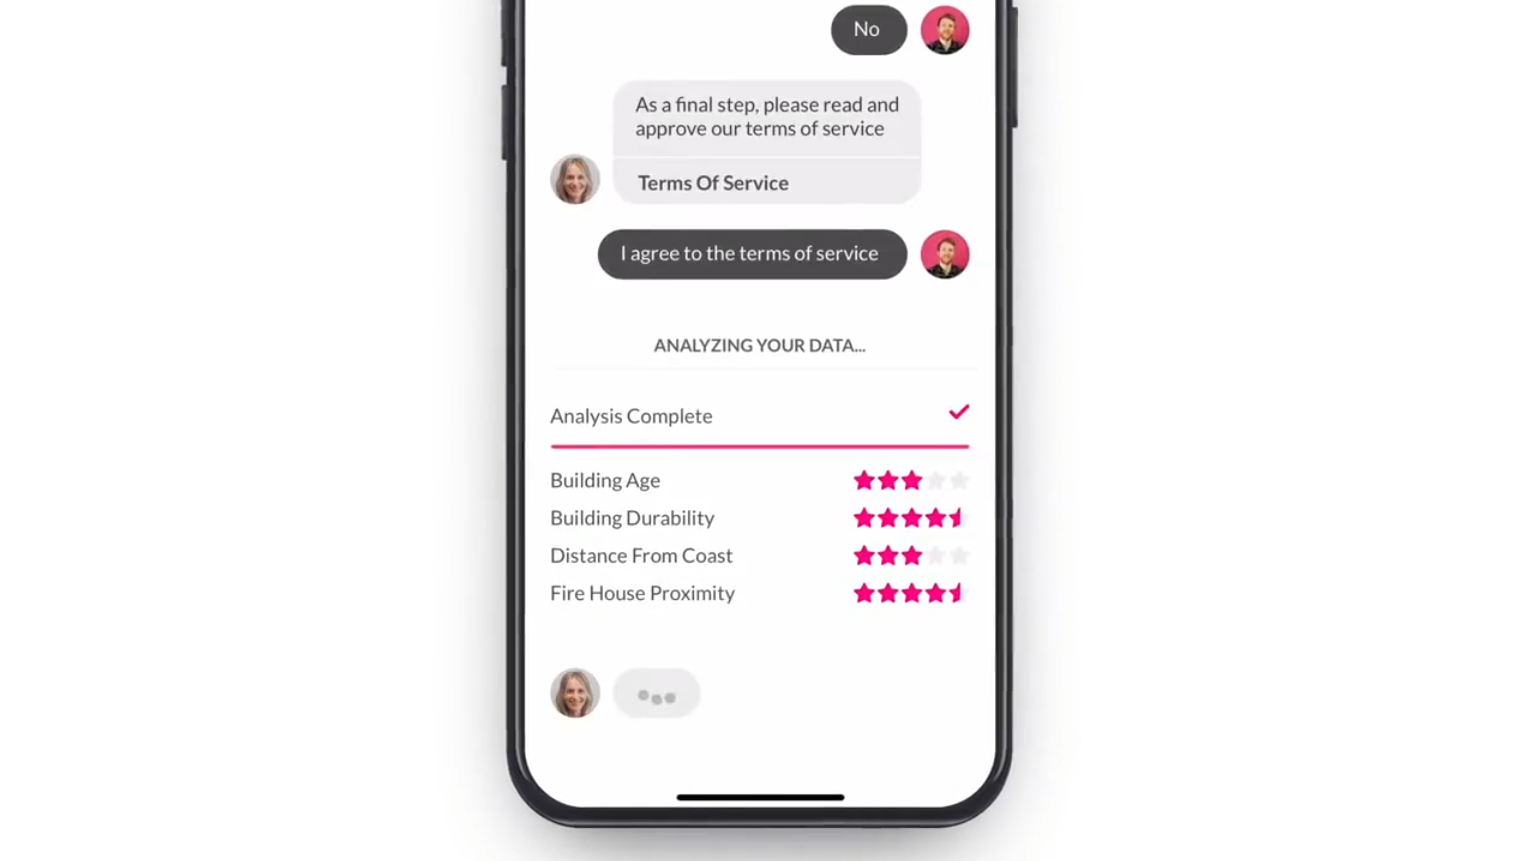 No
As a final step, please read and
approve our terms of service
Terms Of Service
I agree to the terms of service
ANALYZING YOUR DATA...
Analysis Complete
Building Age
Building Durability
Distance From Coast
Fire House Proximity